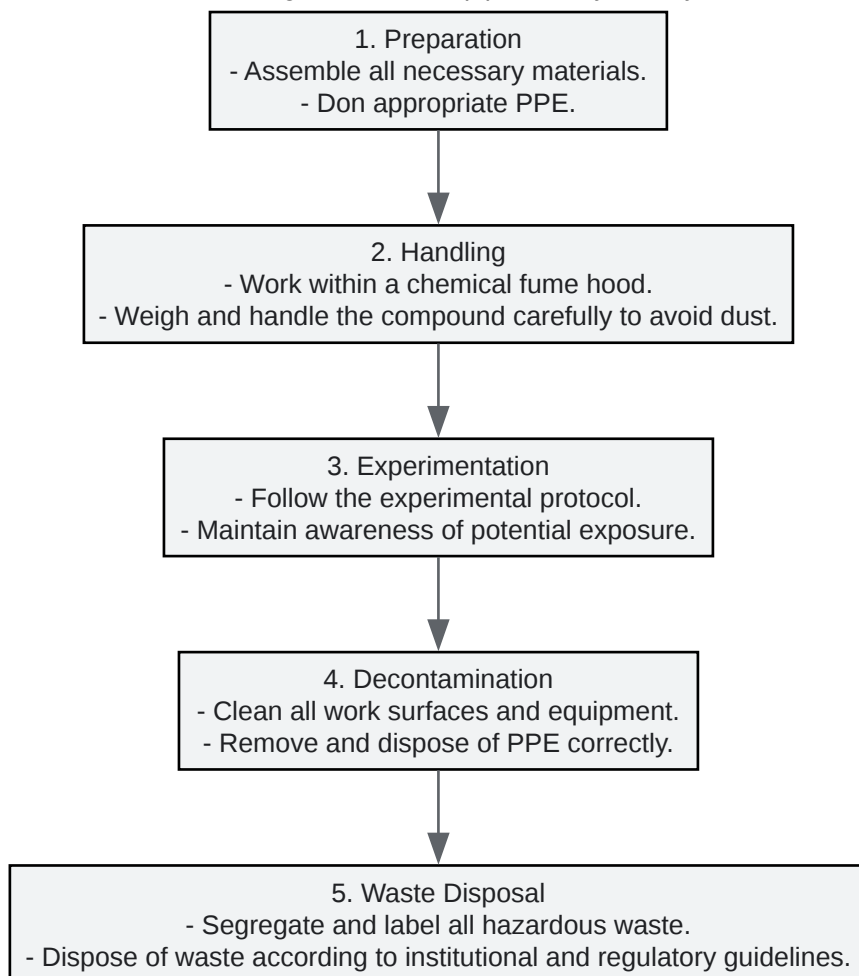 1. Preparation
- Assemble all necessary materials.
- Don appropriate PPE.
2. Handling
- Work within a chemical fume hood.
- Weigh and handle the compound carefully to avoid dust.
3. Experimentation
- Follow the experimental protocol.
- Maintain awareness of potential exposure.
4. Decontamination
- Clean all work surfaces and equipment.
- Remove and dispose of PPE correctly.
5. Waste Disposal
- Segregate and label all hazardous waste.
- Dispose of waste according to institutional and regulatory guidelines.